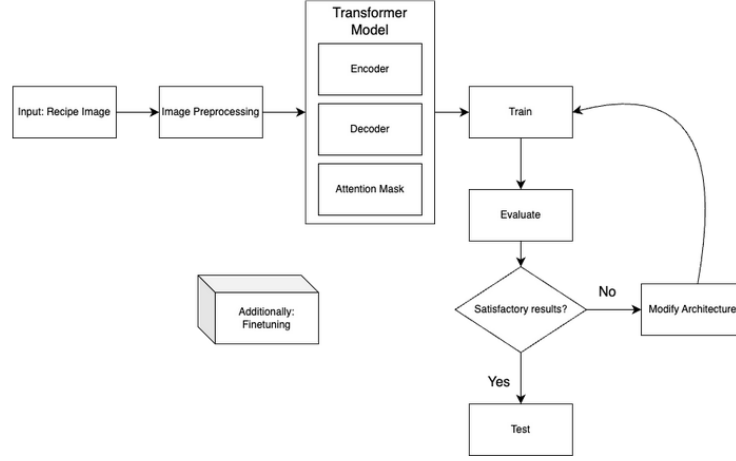 Transformer
Model
Encoder
Input: Recipe Image
Image Preprocessing
Decoder
Train
Attention Mask
Evaluate
Additionally:
Finetuning
Satisfactory results?
No
Modify Architecture
Yes
Test